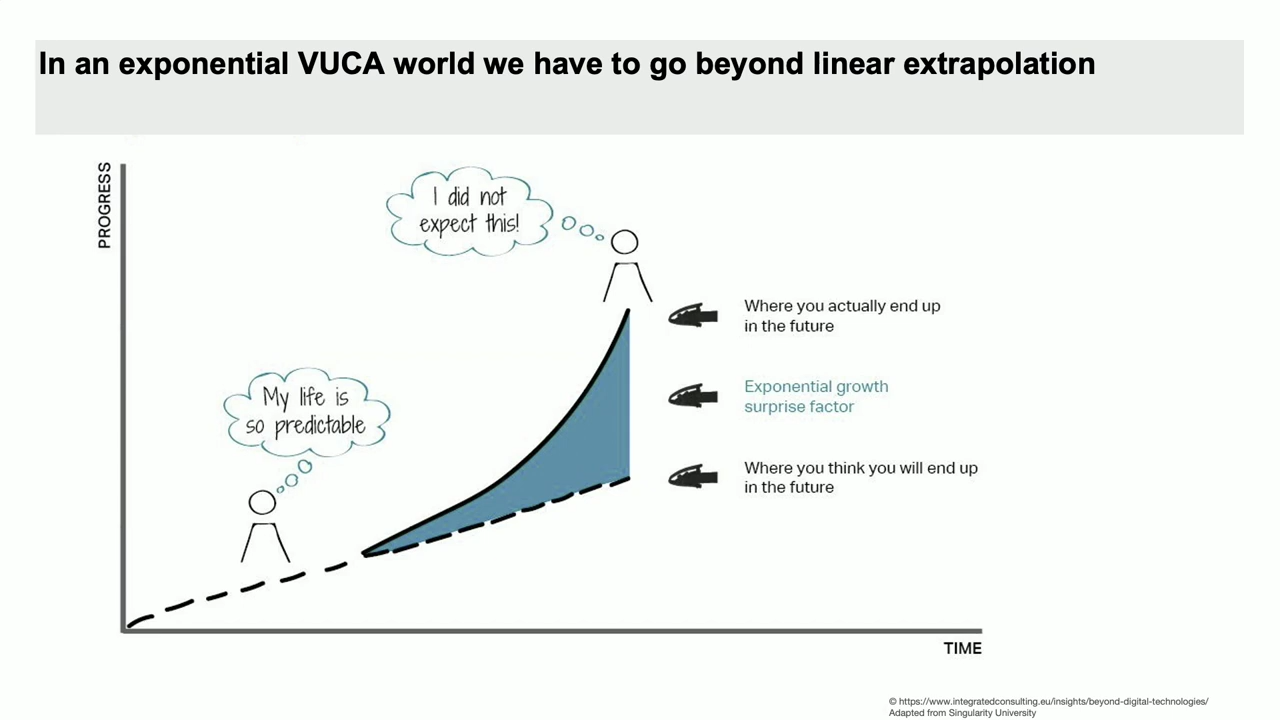 In an exponential VUCA world we have to go beyond linear extrapolation
PROGRESS
I did not
expect this!
Where you actually end up
in the future
My life is
so predictable
Exponential growth
surprise factor
Where you think you will end up
in the future
TIME
© https://www.integratedconsulting.eu/insights/beyond-digital-technologies/
Adapted from Singularity University